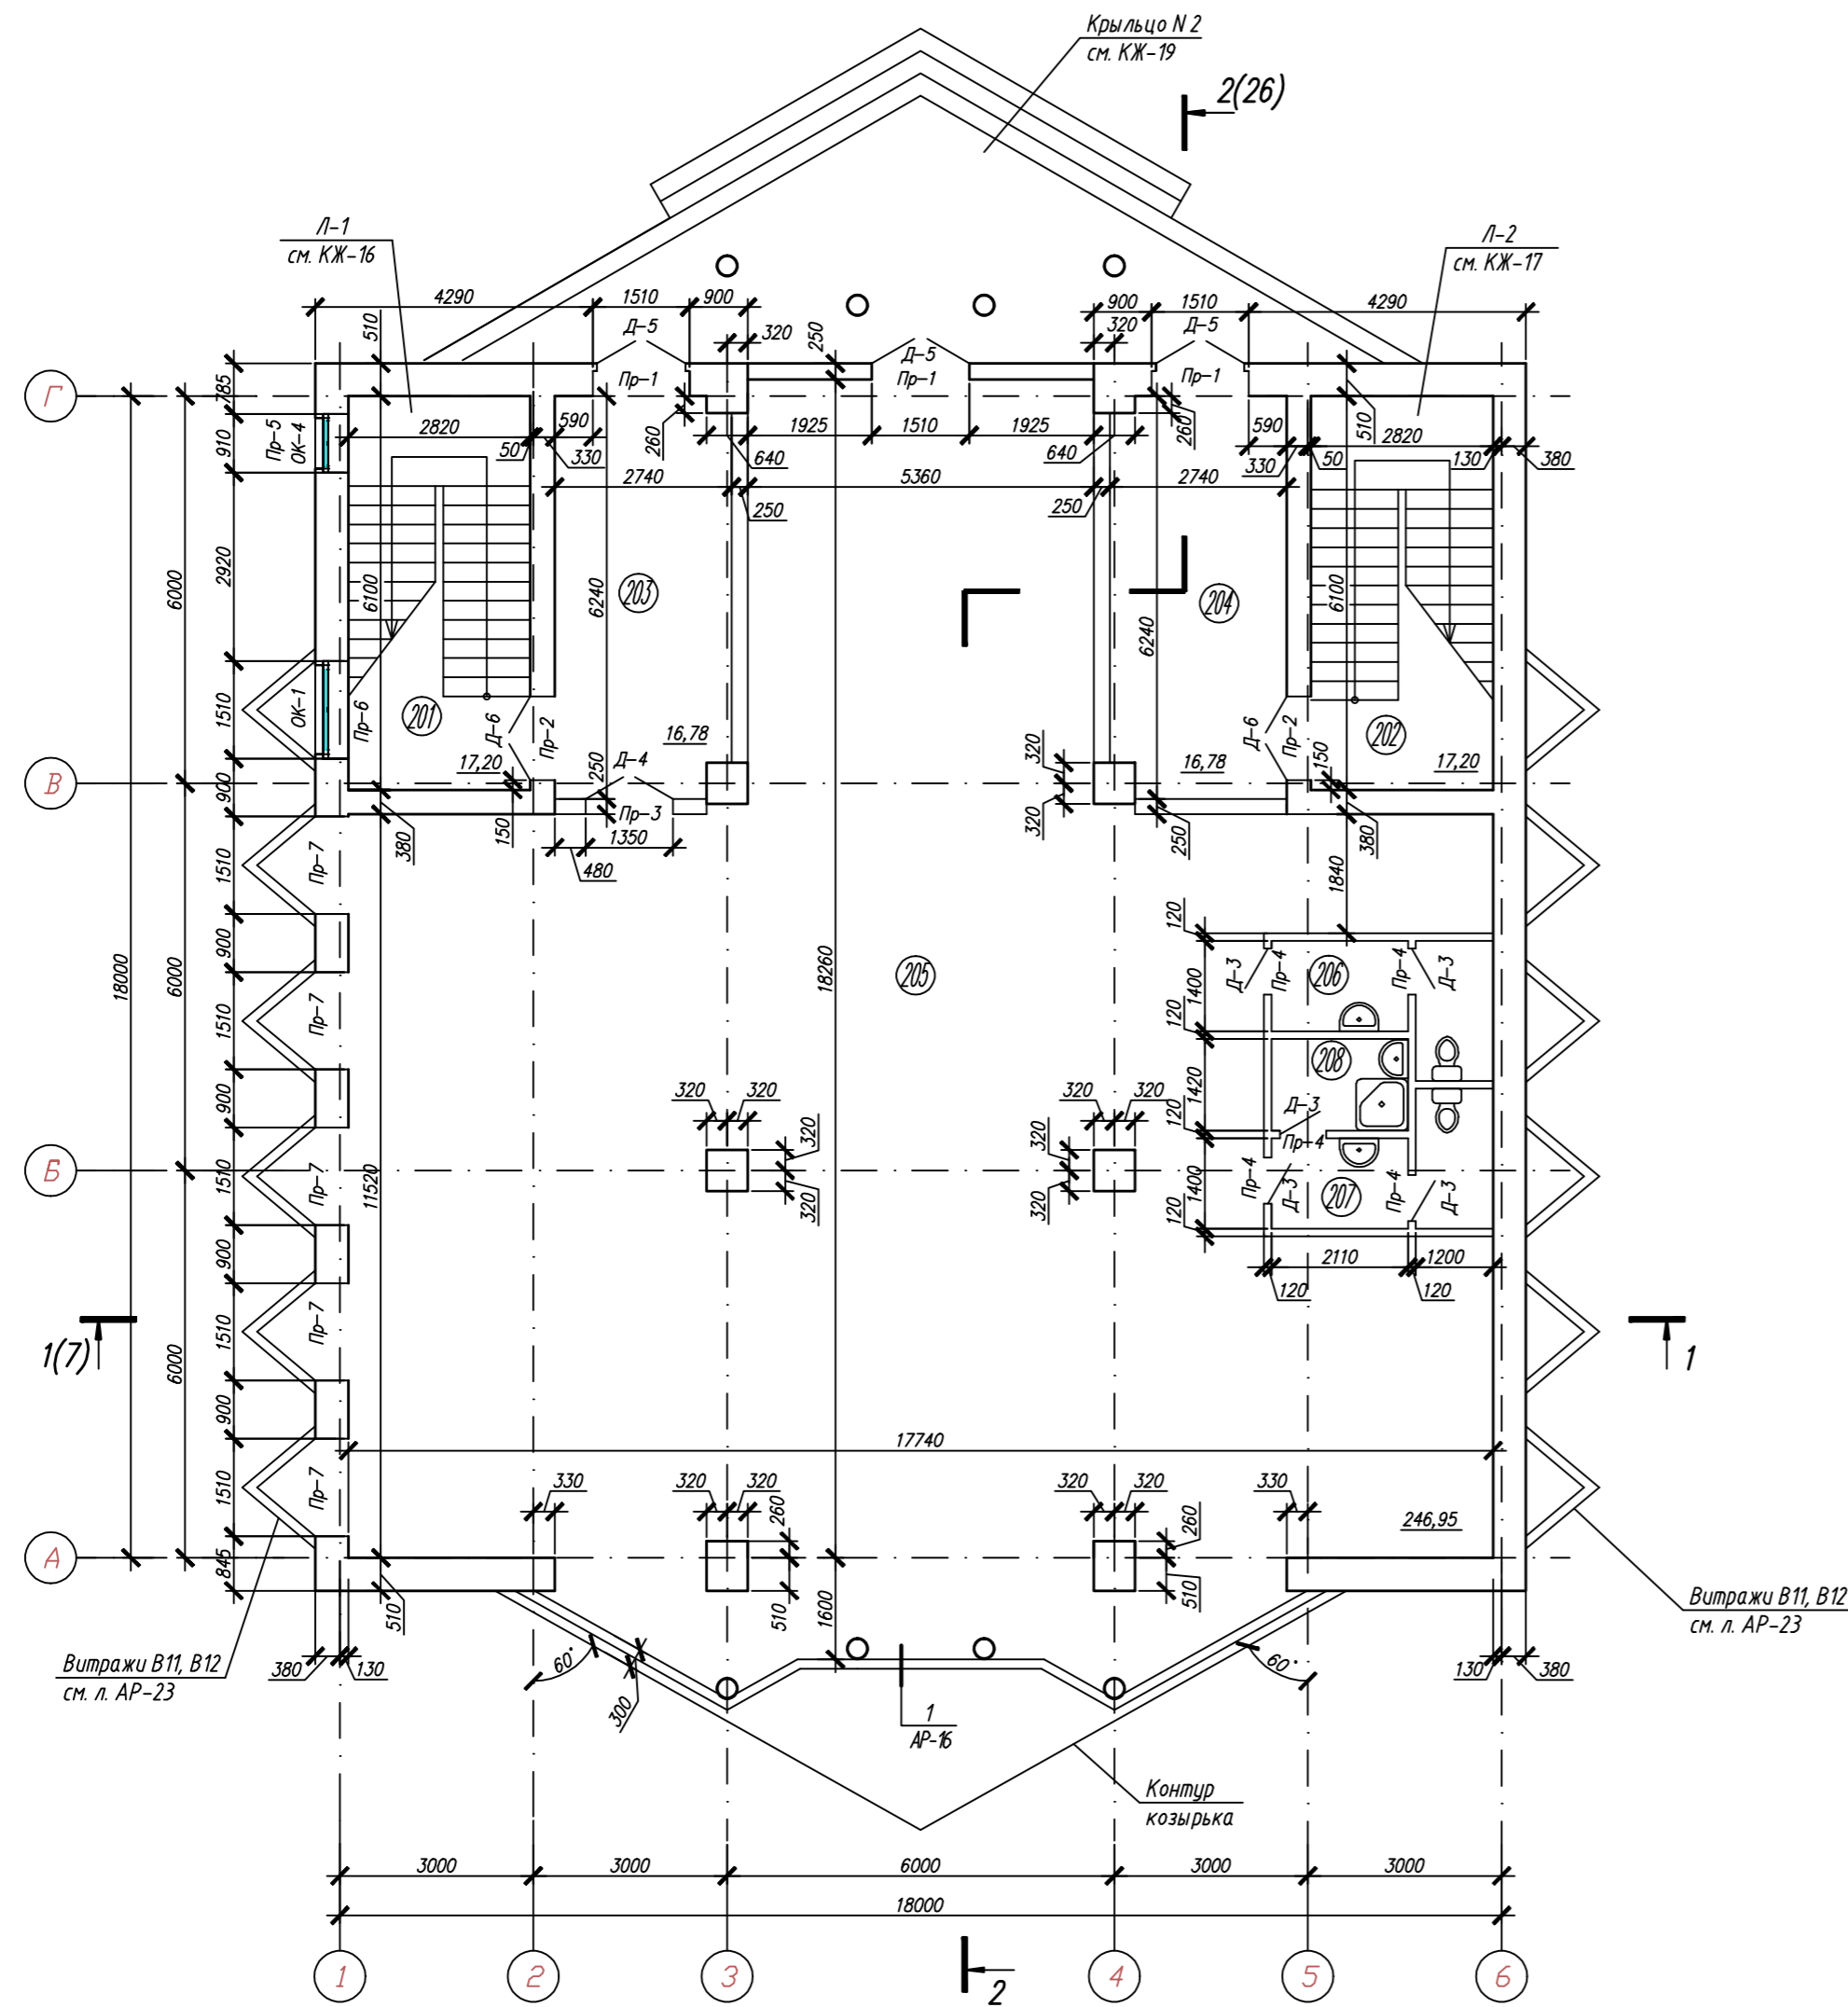 Крыльцо N 2
см. КЖ-19
2(26)
Л-1
см. КЖ-16
Л-2
см. КЖ-17
4290
1510
900
900
1510
4290
510
320
250
320
Д-5
Д-5
Д-5
Пр-1
Пр-1
Пр-1
Г
785
910
Пр-5
ОК-4
2820
590
50
330
260
1925
1510
1925
640
640
260
590
510
2820
330
50
130
380
2740
5360
2740
250
250
2920
6000
6100
6240
203
204
6240
6100
1510
ОК-1
Пр-6
201
Д-6
Пр-2
16,78
Д-6
Пр-2
202
17,20
250
Д-4
320
16,78
150
17,20
В
900
380
150
Пр-3
1350
480
320
250
380
1840
1510
Пр-7
900
18000
6000
1510
Пр-7
205
18260
120
1400
Д-3
Пр-4
206
Пр-4
Д-3
120
208
1420
900
320
320
320
320
120
Д-3
Пр-4
Б
1510
Пр-7
11520
320
320
320
320
1400
Пр-4
Д-3
207
Пр-4
Д-3
120
900
2110
1200
120
120
1(7)
1
6000
1510
Пр-7
900
17740
1510
Пр-7
330
320
320
260
320
320
260
330
246,95
А
845
510
510
1600
510
Витражи В11, В12
см. л. АР-23
Витражи В11, В12
см. л. АР-23
380
130
60°
300
60°
130
380
1
АР-16
Контур
козырька
3000
3000
6000
3000
3000
18000
1
2
3
4
5
6
2